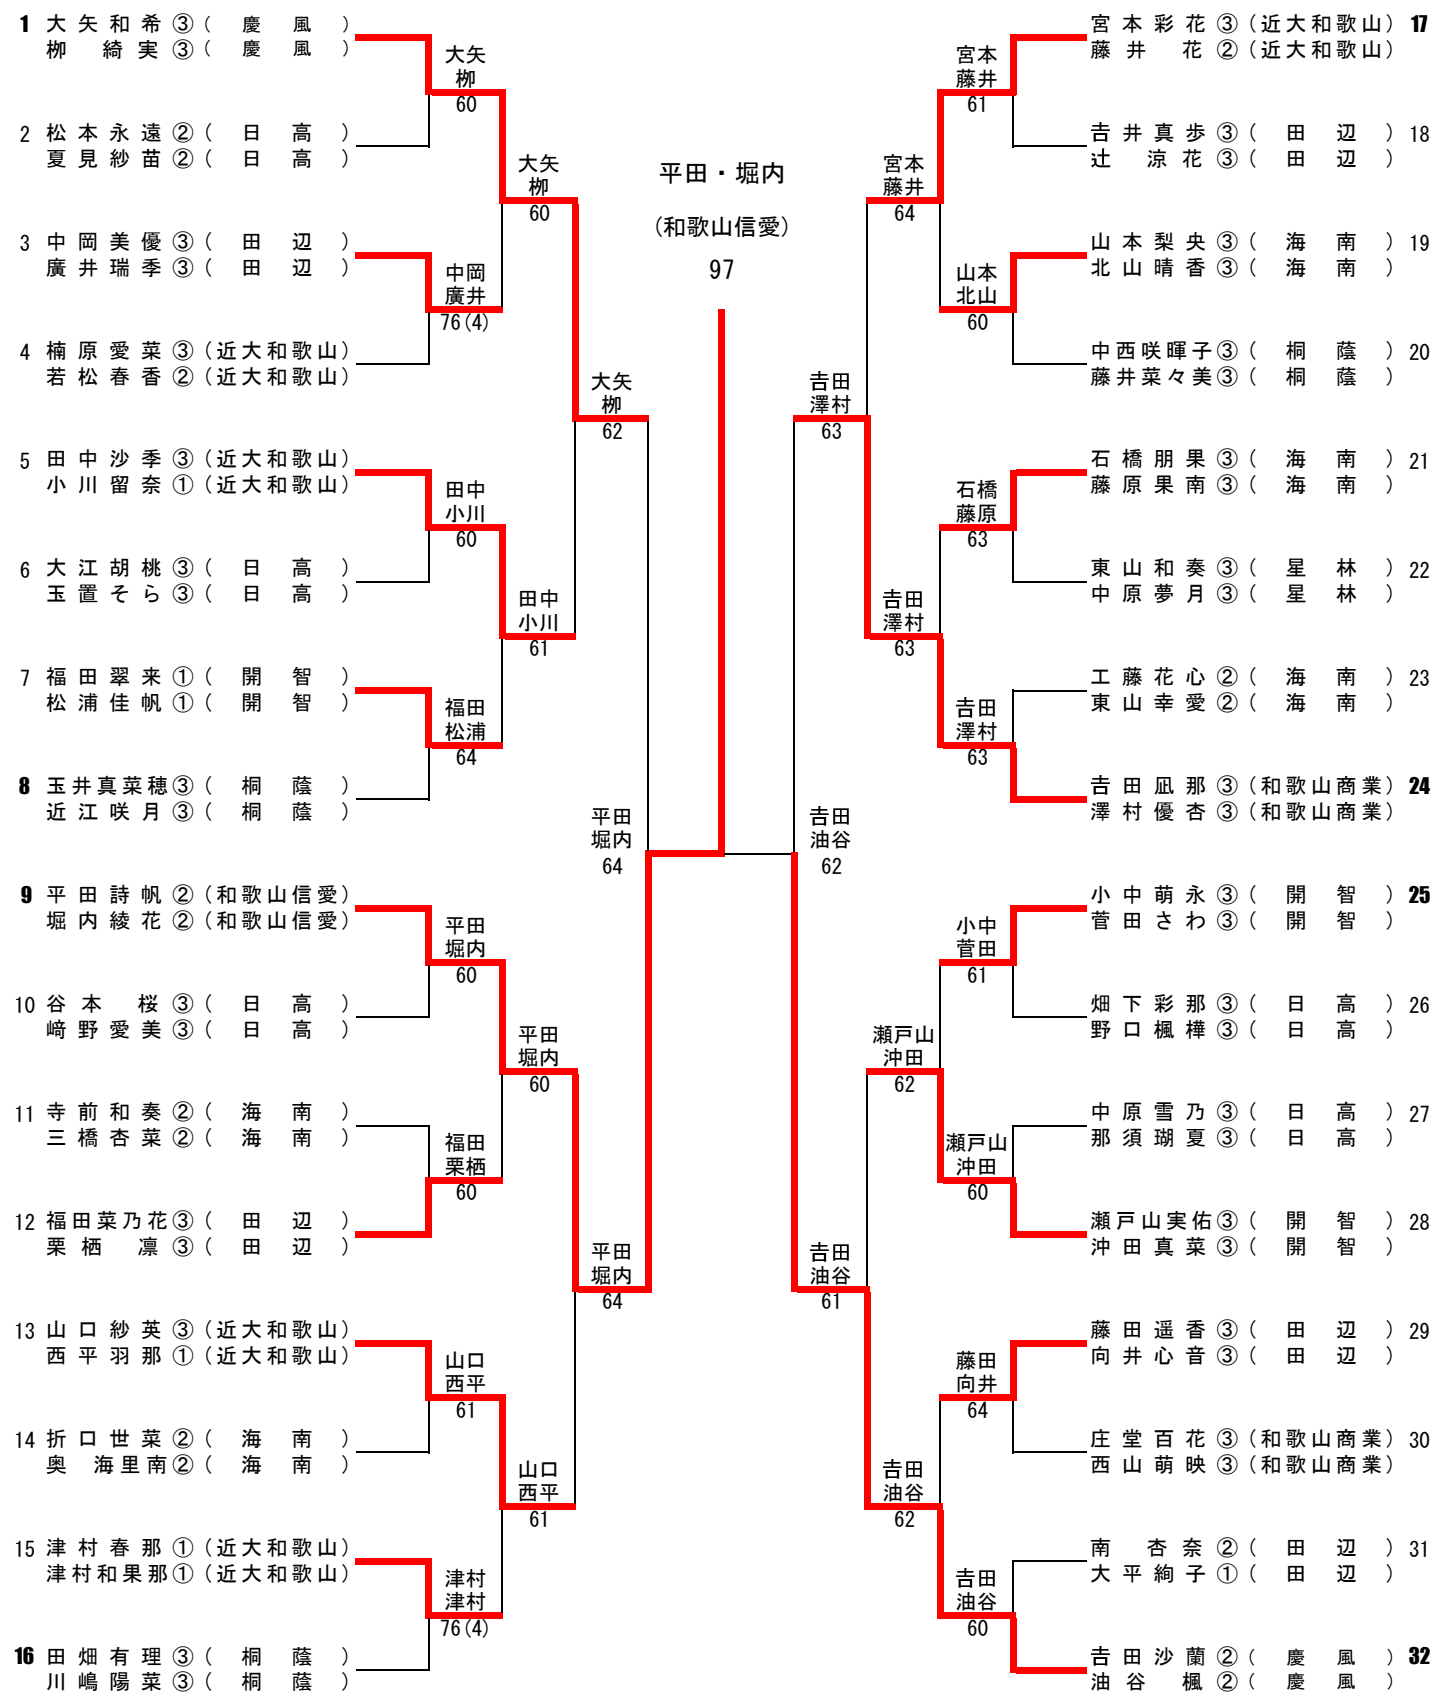 1 大矢和希③(慶風)
栁 綺実③(慶風)
2 松本永遠②(日高)
夏見紗苗②(日高)
3 中岡美優③(田辺)
廣井瑞季③(田辺)
4 楠原愛菜③(近大和歌山)
若松春香②(近大和歌山)
5 田中沙季③(近大和歌山)
小川留奈①(近大和歌山)
6 大江胡桃③(日高)
玉置そら③(日高)
7 福田翠来①(開智)
松浦佳帆①(開智)
8 玉井真菜穂③(桐蔭)
近江咲月③(桐蔭)
9 平田詩帆②(和歌山信愛)
堀内綾花②(和歌山信愛)
10 谷本 桜③(日高)
﨑野愛美③(日高)
11 寺前和奏②(海南)
三橋杏菜②(海南)
12 福田菜乃花③(田辺)
栗栖 凛③(田辺)
13 山口紗英③(近大和歌山)
西平羽那①(近大和歌山)
14 折口世菜②(海南)
奥 海里南②(海南)
15 津村春那①(近大和歌山)
津村和果那①(近大和歌山)
16 田畑有理③(桐蔭)
川嶋陽菜③(桐蔭)
大矢
栁
60
中岡
廣井
76(4)
田中
小川
60
福田
松浦
64
平田
堀内
60
福田
栗栖
60
山口
西平
61
津村
津村
76(4)
大矢
栁
60
田中
小川
61
平田
堀内
60
山口
西平
61
大矢
栁
62
平田
堀内
64
平田
堀内
64
平田・堀内
(和歌山信愛)
97
吉田
油谷
62
吉田
澤村
63
吉田
油谷
61
宮本
藤井
64
吉田
澤村
63
瀬戸山
沖田
62
吉田
油谷
62
宮本
藤井
61
山本
北山
60
石橋
藤原
63
吉田
澤村
63
小中
菅田
61
瀬戸山
沖田
60
藤田
向井
64
吉田
油谷
60
宮本彩花③(近大和歌山) 17
藤井 花②(近大和歌山)
吉井真歩③(田辺) 18
辻 涼花③(田辺)
山本梨央③(海南) 19
北山晴香③(海南)
中西咲暉子③(桐蔭) 20
藤井菜々美③(桐蔭)
石橋朋果③(海南) 21
藤原果南③(海南)
東山和奏③(星林) 22
中原夢月③(星林)
工藤花心②(海南) 23
東山幸愛②(海南)
吉田凪那③(和歌山商業) 24
澤村優杏③(和歌山商業)
小中萌永③(開智) 25
菅田さわ③(開智)
畑下彩那③(日高) 26
野口楓樺③(日高)
中原雪乃③(日高) 27
那須瑚夏③(日高)
瀬戸山実佑③(開智) 28
沖田真菜③(開智)
藤田遥香③(田辺) 29
向井心音③(田辺)
庄堂百花③(和歌山商業) 30
西山萌映③(和歌山商業)
南 杏奈②(田辺) 31
大平絢子①(田辺)
吉田沙蘭②(慶風) 32
油谷 楓②(慶風)